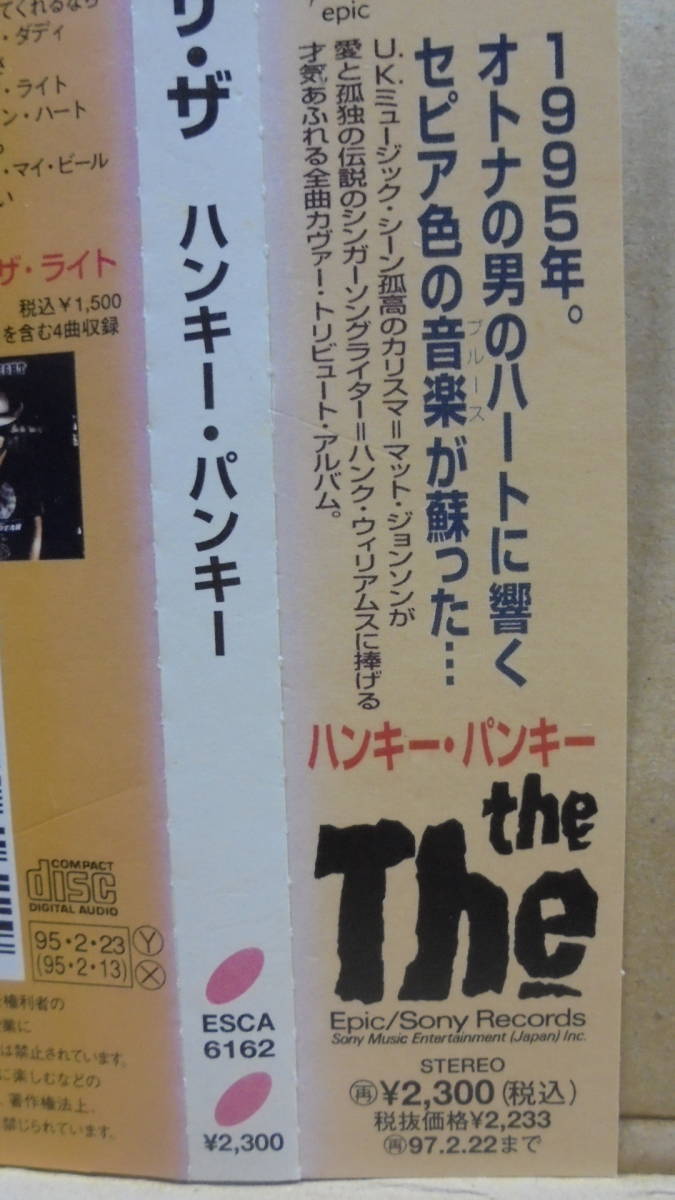 epic
1995年。
オトナの男のハートに響く
セピア色の音楽が蘇った…
ブルース
U.K.ミュージック・シーン孤高のカリスマ＝マット・ジョンソンが
愛と孤独の伝説のシンガーソングライター＝ハンク・ウィリアムスに捧げる
才気あふれる全曲カヴァー・トリビュート・アルバム。
ハンキー・パンキー
the
The
Epic/Sony Records
Sony Music Entertainment (Japan) Inc.
STEREO
再¥2,300(税込)
税抜価格¥2,233
再97.2.22まで
・ザ ハンキー・パンキー
ESCA
6162
¥2,300
てくれるなら
・ダディ
・ライト
ン・ハート
・マイ・ビール
い
ザ・ライト
税込¥1,500
を含む4曲収録
COMPACT
disc
DIGITAL AUDIO
95・2・23 Y
(95・2・13) X
権利者の
業に
は禁止されています。
に楽しむなどの
、著作権法上、
禁じられています。